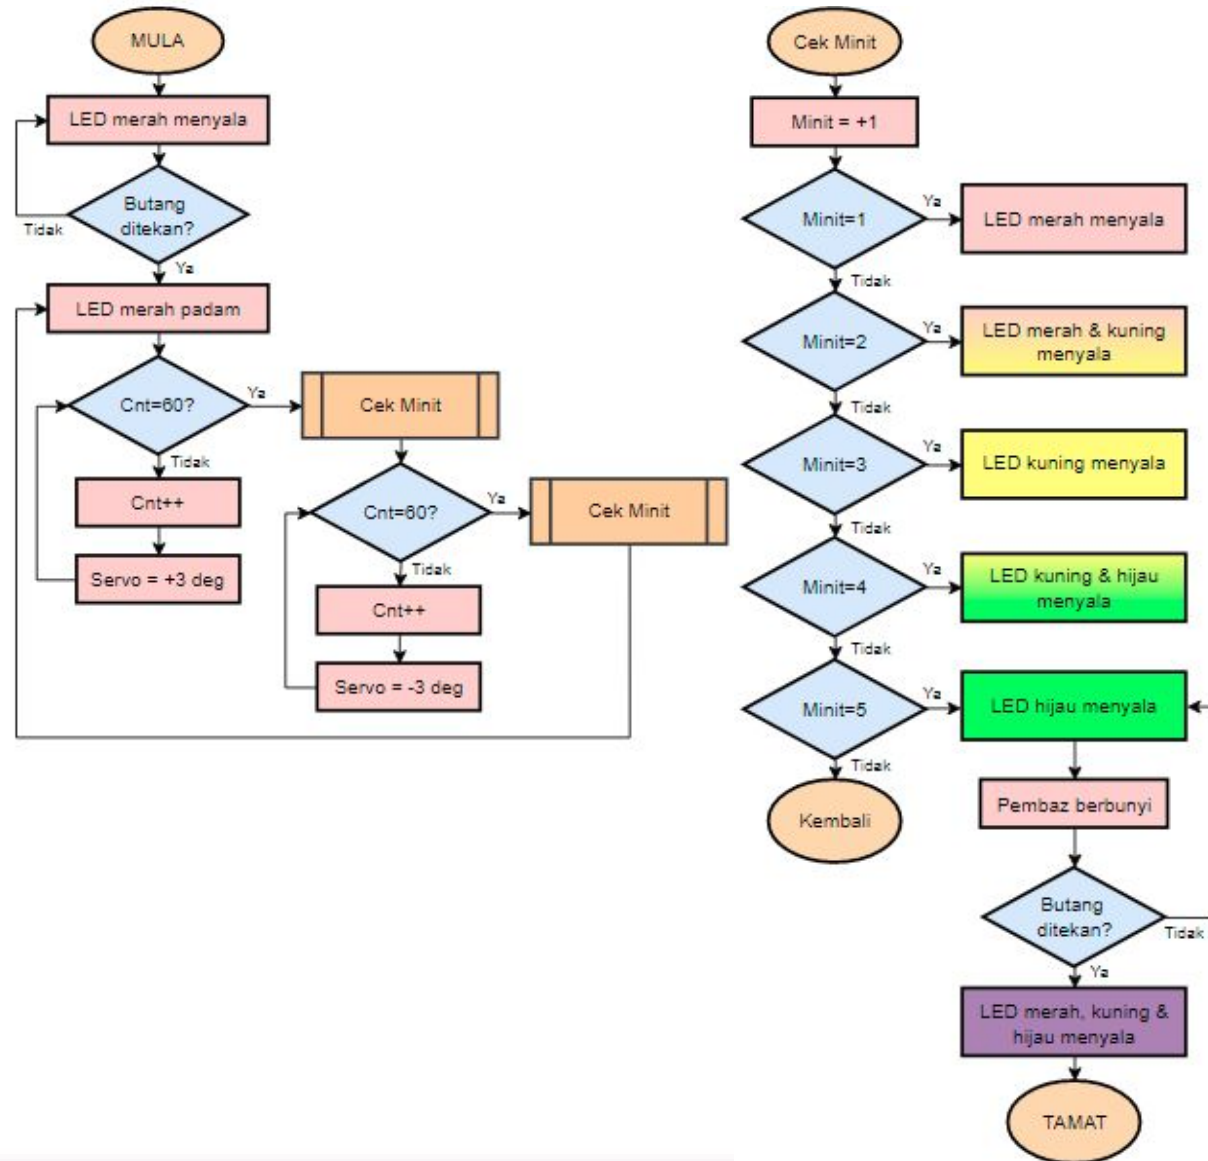 MULA
LED merah menyala
Butang
ditekan?
Tidak
Ya
LED merah padam
Cnt=60?
Ya
Cek Minit
Tidak
Cnt++
Servo = +3 deg
Cnt=60?
Ya
Cek Minit
Tidak
Cnt++
Servo = -3 deg
Cek Minit
Minit = +1
Minit=1
Ya
LED merah menyala
Tidak
Minit=2
Ya
LED merah & kuning
menyala
Tidak
Minit=3
Ya
LED kuning menyala
Tidak
Minit=4
Ya
LED kuning & hijau
menyala
Tidak
Minit=5
Ya
LED hijau menyala
Tidak
Kembali
Pembaz berbunyi
Butang
ditekan?
Tidak
Ya
LED merah, kuning &
hijau menyala
TAMAT